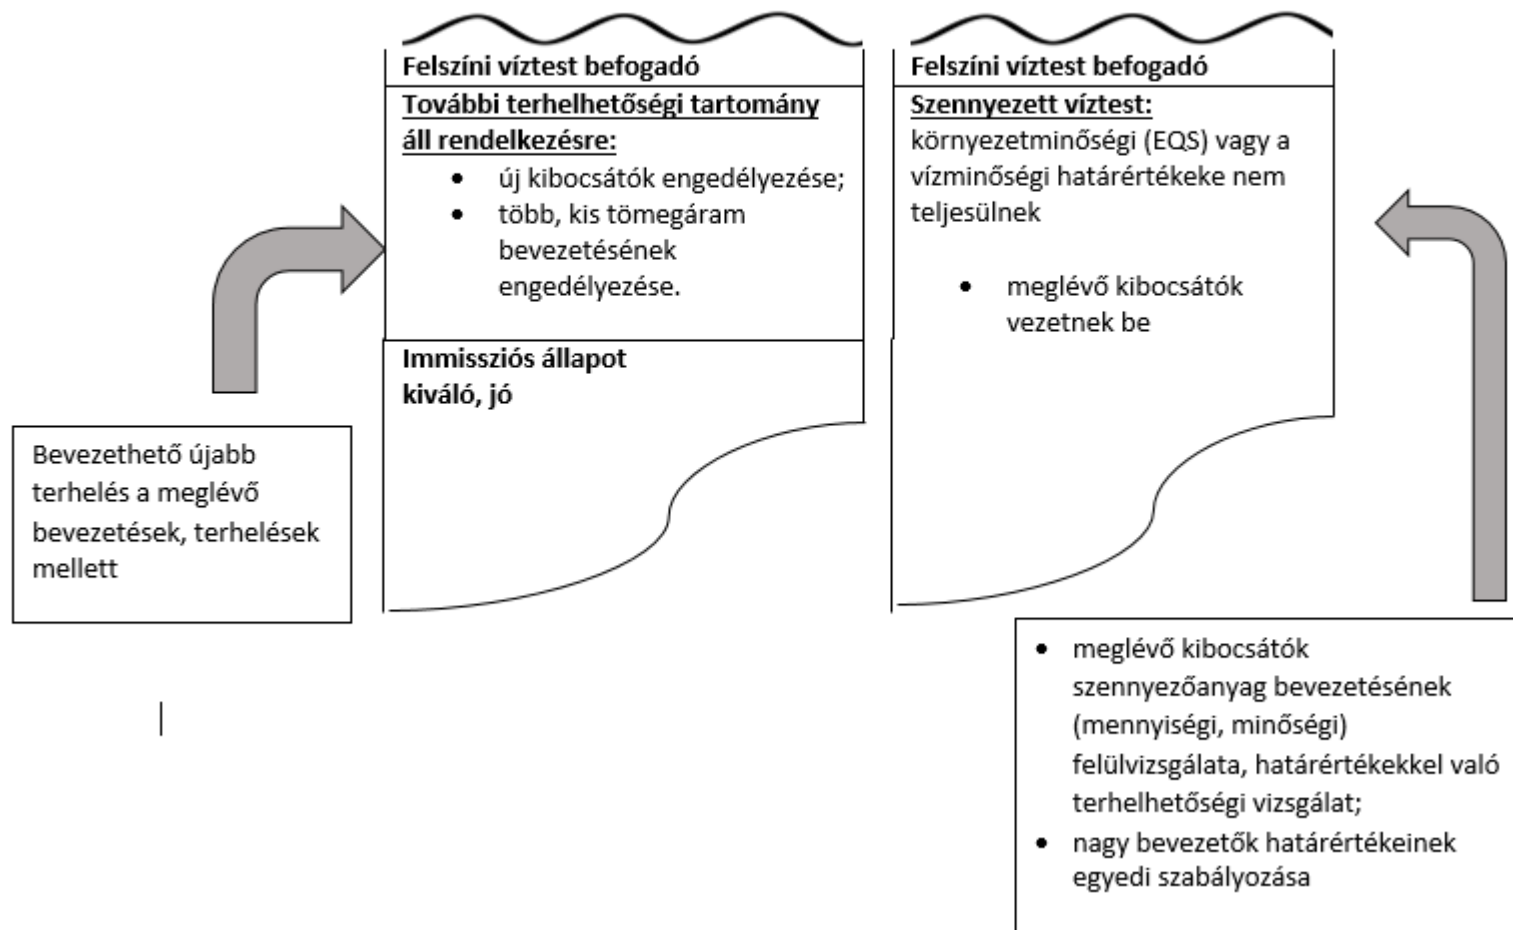 Felszíni víztest befogadó
További terhelhetőségi tartomány
áll rendelkezésre:
• új kibocsátók engedélyezése;
• több, kis tömegáram
bevezetésének
engedélyezése.
Immissziós állapot
kiváló, jó
Bevezethető újabb
terhelés a meglévő
bevezetések, terhelések
mellett
Felszíni víztest befogadó
Szennyezett víztest:
környezetminőségi (EQS) vagy a
vízminőségi határértékeke nem
teljesülnek
• meglévő kibocsátók
vezetnek be
• meglévő kibocsátók
szennyezőanyag bevezetésének
(mennyiségi, minőségi)
felülvizsgálata, határértékekkel való
terhelhetőségi vizsgálat;
• nagy bevezetők határértékeinek
egyedi szabályozása